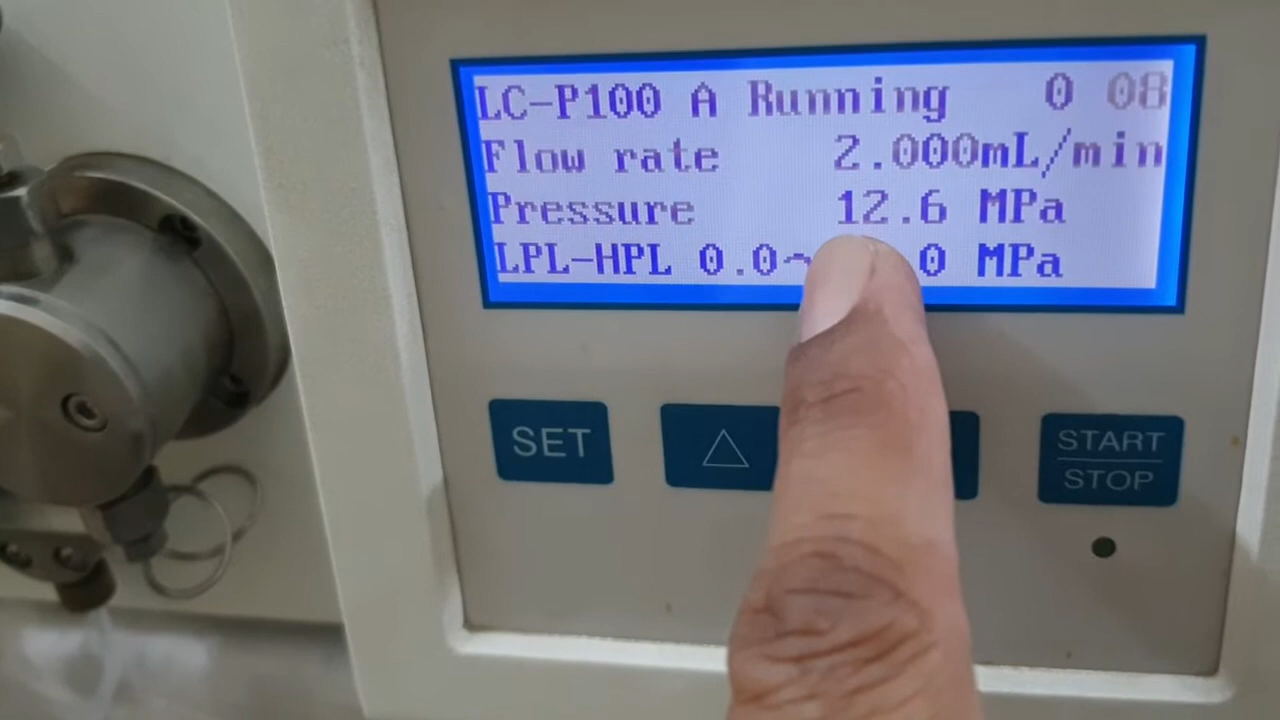 LC-P100 A Running 0 08
Flow rate 2.000mL/min
Pressure 12.6 MPa
LPL-HPL 0.0~ 0 MPa
SET
START
STOP